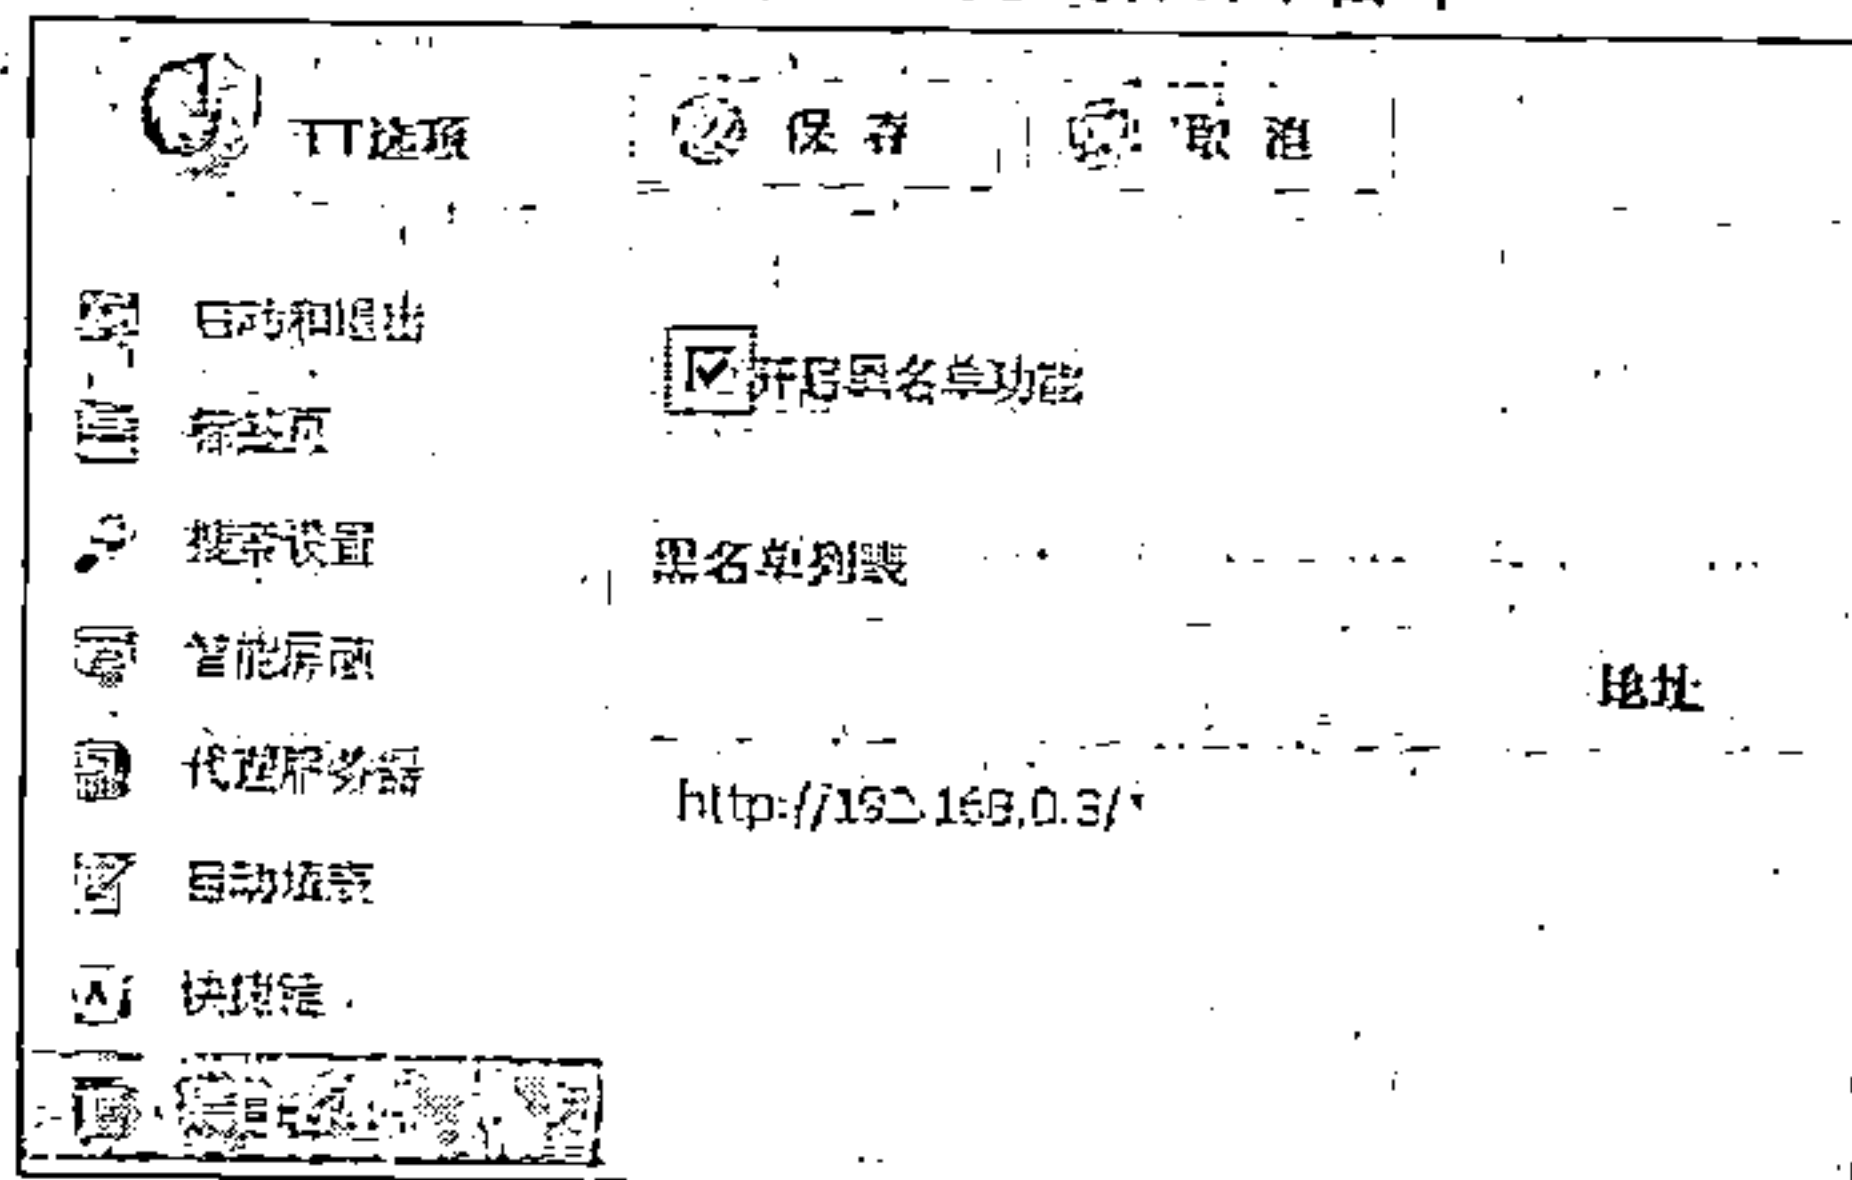 TT选项 保存 取消
启动和退出
开启黑名单功能
标签页
搜索设置
黑名单列表
智能屏蔽
地址
代理服务器
http://192.168.0.3/*
自动填表
快捷键